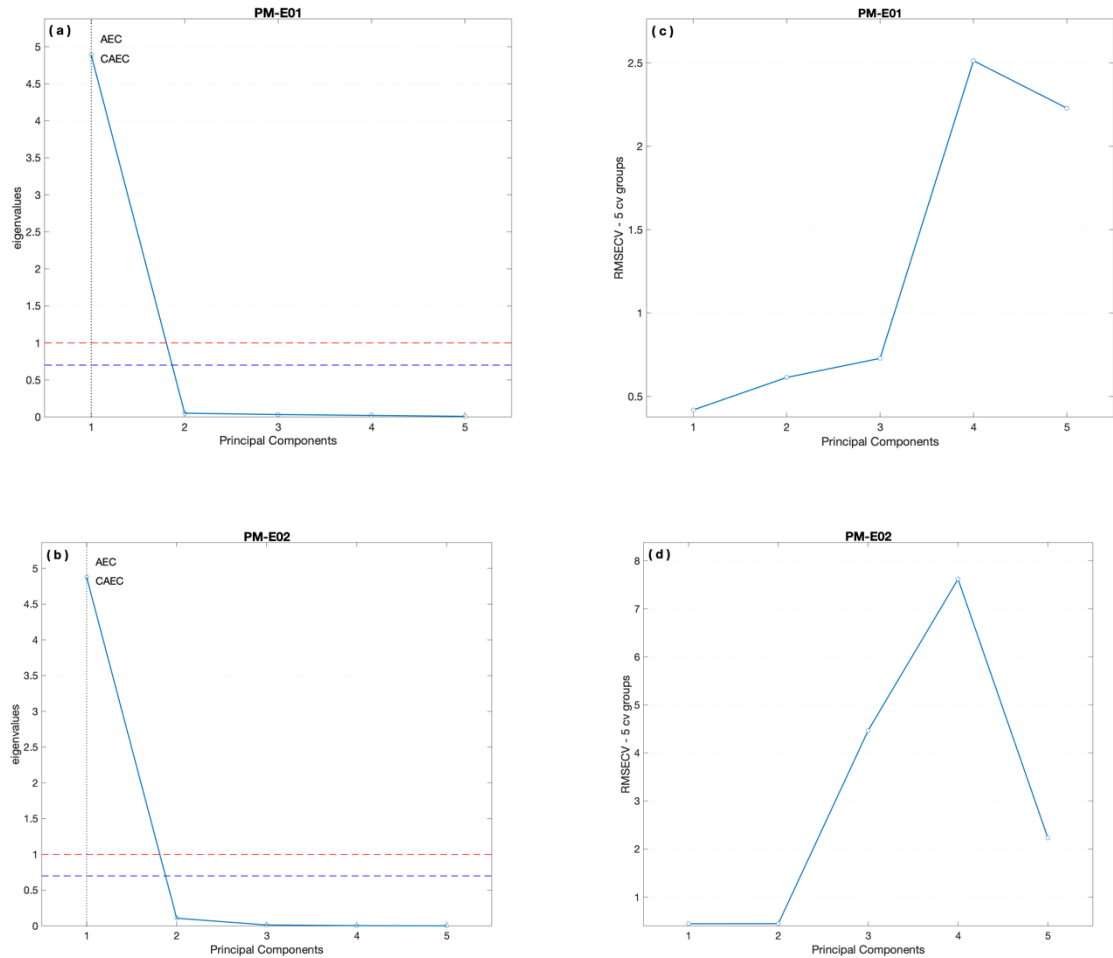 PM-E01
( a )
AEC
CAEC
5
4.5
4
3.5
3
2.5
2
1.5
1
0.5
0
eigenvalues
1 2 3 4 5
Principal Components
PM-E01
( c )
2.5
2
1.5
1
0.5
RMSECV - 5 cv groups
1 2 3 4 5
Principal Components
PM-E02
( b )
AEC
CAEC
5
4.5
4
3.5
3
2.5
2
1.5
1
0.5
0
eigenvalues
1 2 3 4 5
Principal Components
PM-E02
( d )
8
7
6
5
4
3
2
1
RMSECV - 5 cv groups
1 2 3 4 5
Principal Components